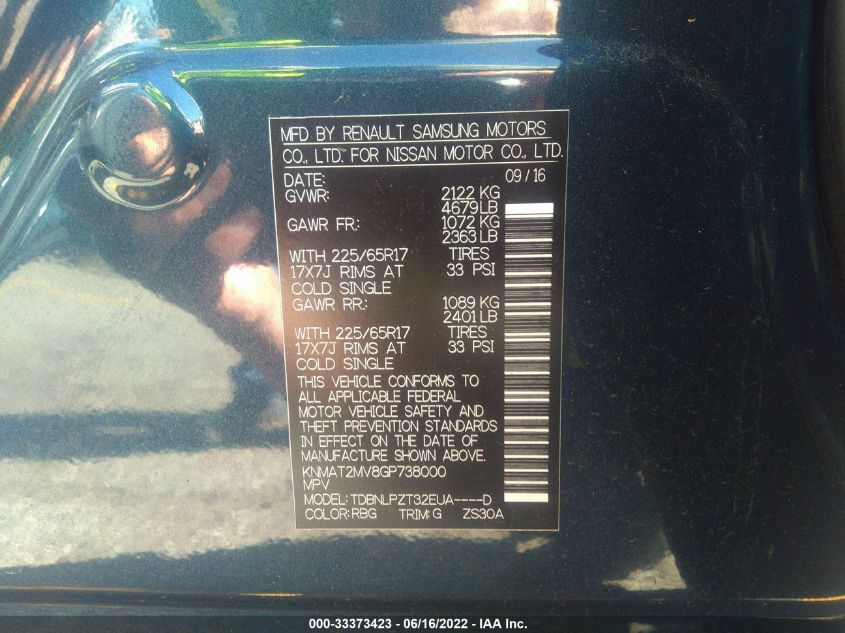 MFD BY RENAULT SAMSUNG MOTORS
CO., LTD. FOR NISSAN MOTOR CO., LTD.
DATE: 09/16
GVWR: 2122 KG
4679 LB
GAWR FR.: 1072 KG
2363 LB
WITH 225/65R17 TIRES
17X7J RIMS AT 33 PSI
COLD SINGLE
GAWR RR.: 1089 KG
2401 LB
WITH 225/65R17 TIRES
17X7J RIMS AT 33 PSI
COLD SINGLE
THIS VEHICLE CONFORMS TO
ALL APPLICABLE FEDERAL
MOTOR VEHICLE SAFETY AND
THEFT PREVENTION STANDARDS
IN EFFECT ON THE DATE OF
MANUFACTURE SHOWN ABOVE.
KNMAT2MV8GP738000
MPV
MODEL: TDBNLPZT32EUA----D
COLOR: RBG TRIM: G ZS30A
000-33373423 - 06/16/2022 - IAA Inc.